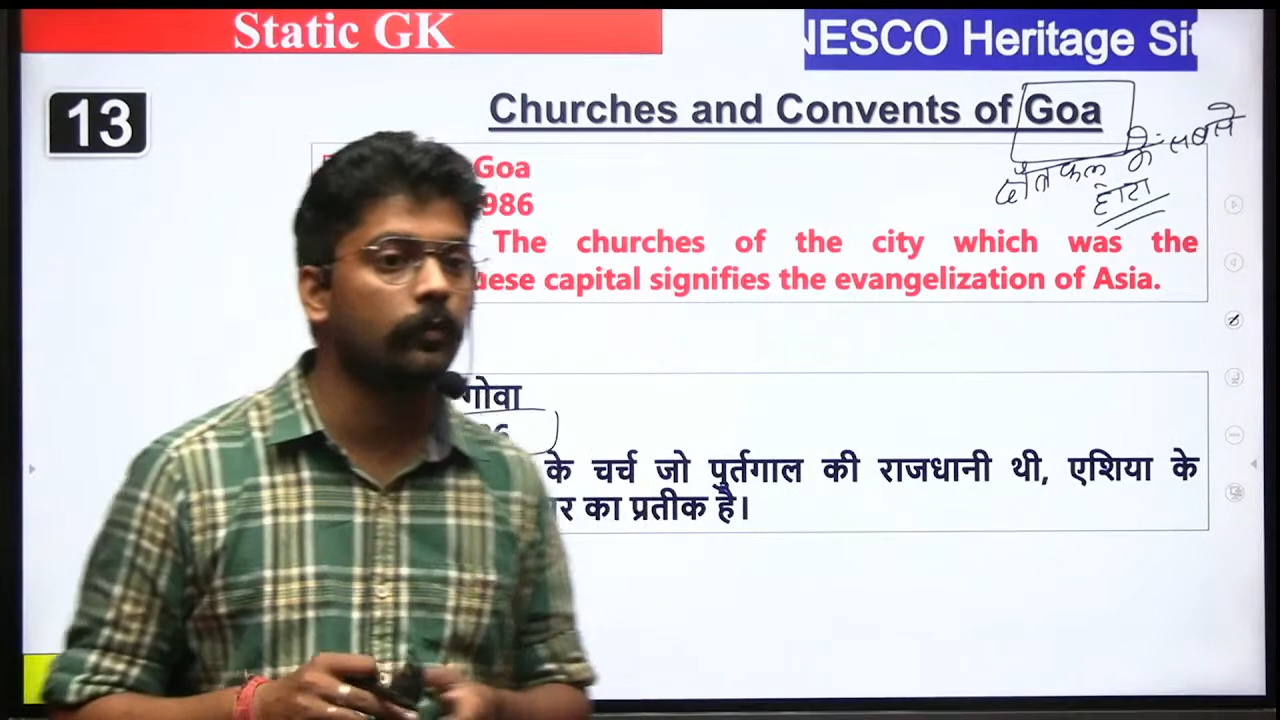 Static GK
NESCO Heritage Sit
13
Churches and Convents of Goa
Goa
986
The churches of the city which was the
uese capital signifies the evangelization of Asia.
गोवा
के चर्च जो पुर्तगाल की राजधानी थी, एशिया के
र का प्रतीक है।